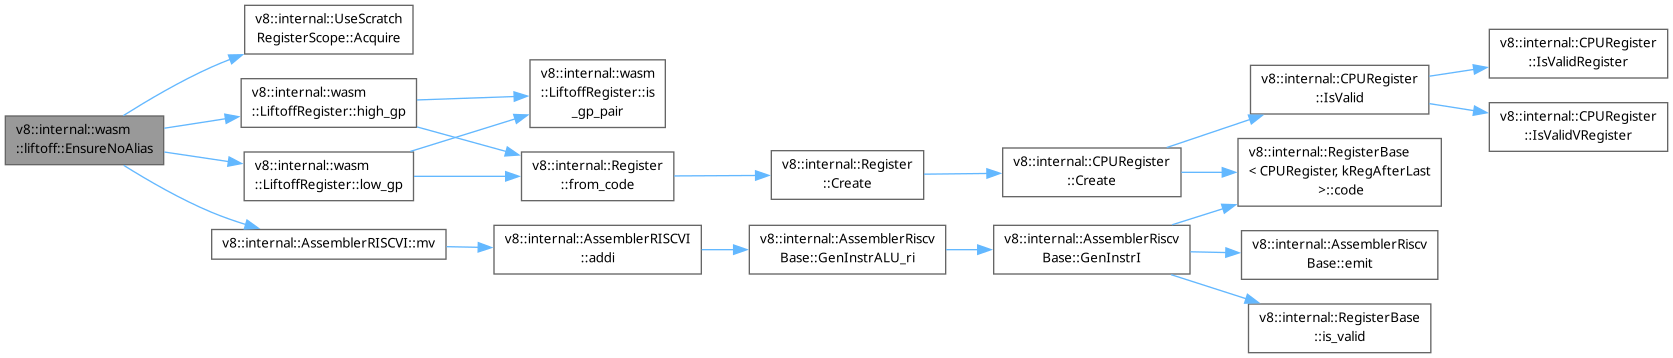 v8::internal::wasm
::liftoff::EnsureNoAlias
v8::internal::UseScratch
RegisterScope::Acquire
v8::internal::wasm
::LiftoffRegister::high_gp
v8::internal::wasm
::LiftoffRegister::low_gp
v8::internal::AssemblerRISCVI::mv
v8::internal::wasm
::LiftoffRegister::is
_gp_pair
v8::internal::Register
::from_code
v8::internal::AssemblerRISCVI
::addi
v8::internal::Register
::Create
v8::internal::AssemblerRiscv
Base::GenInstrALU_ri
v8::internal::CPURegister
::Create
v8::internal::AssemblerRiscv
Base::GenInstrI
v8::internal::CPURegister
::IsValid
v8::internal::RegisterBase
< CPURegister, kRegAfterLast
>::code
v8::internal::AssemblerRiscv
Base::emit
v8::internal::RegisterBase
::is_valid
v8::internal::CPURegister
::IsValidRegister
v8::internal::CPURegister
::IsValidVRegister